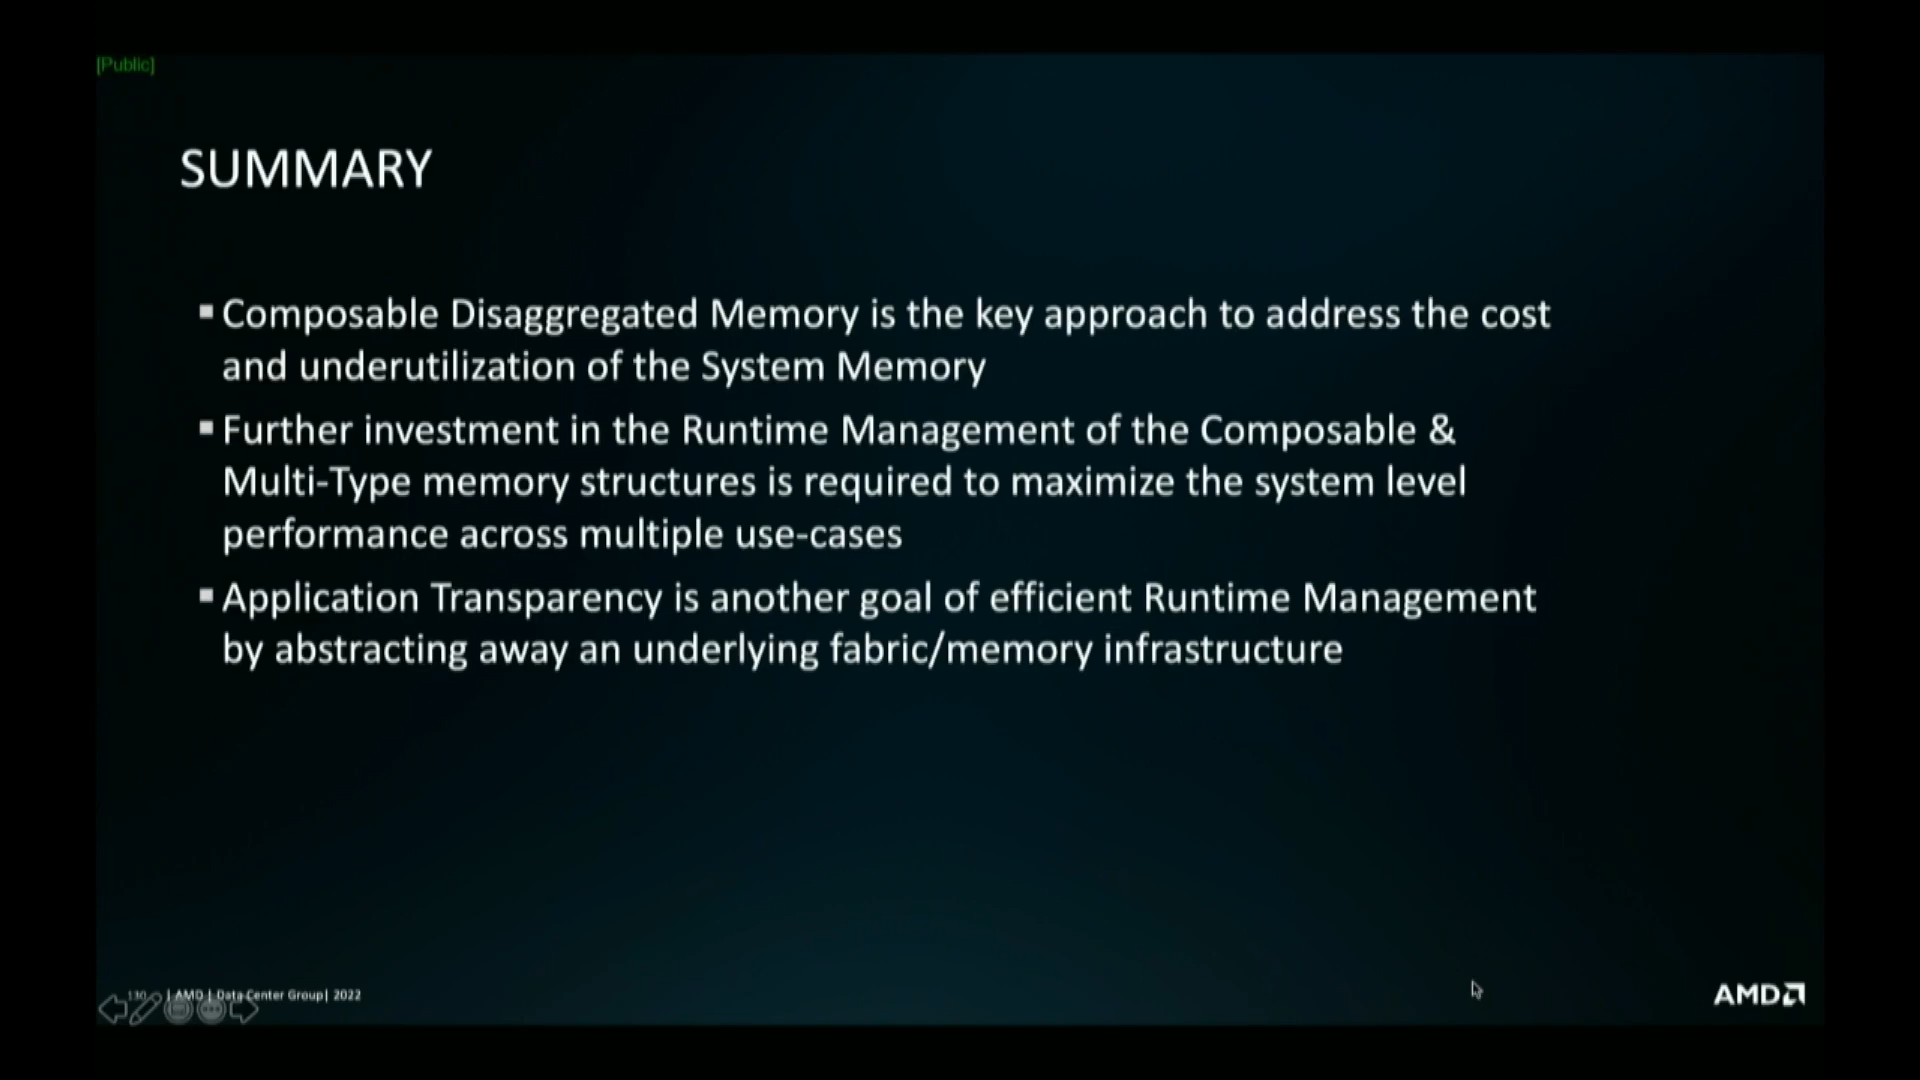 [Public]
SUMMARY
▪ Composable Disaggregated Memory is the key approach to address the cost
and underutilization of the System Memory
▪ Further investment in the Runtime Management of the Composable &
Multi-Type memory structures is required to maximize the system level
performance across multiple use-cases
▪ Application Transparency is another goal of efficient Runtime Management
by abstracting away an underlying fabric/memory infrastructure
| AMD | Data Center Group| 2022
AMD